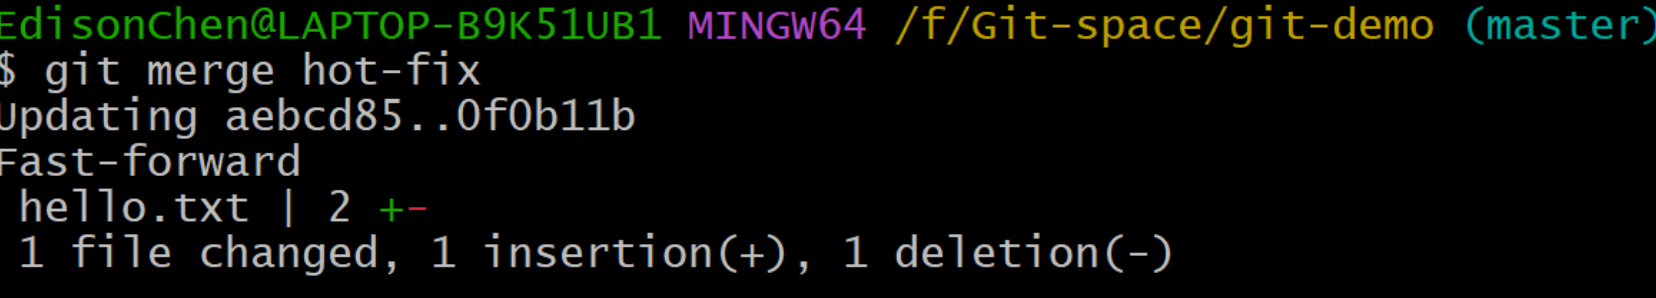 EdisonChen@LAPTOP-B9K51UB1 MINGW64 /f/Git-space/git-demo (master)
$ git merge hot-fix
Updating aebcd85..0f0b11b
Fast-forward
 hello.txt | 2 +-
 1 file changed, 1 insertion(+), 1 deletion(-)